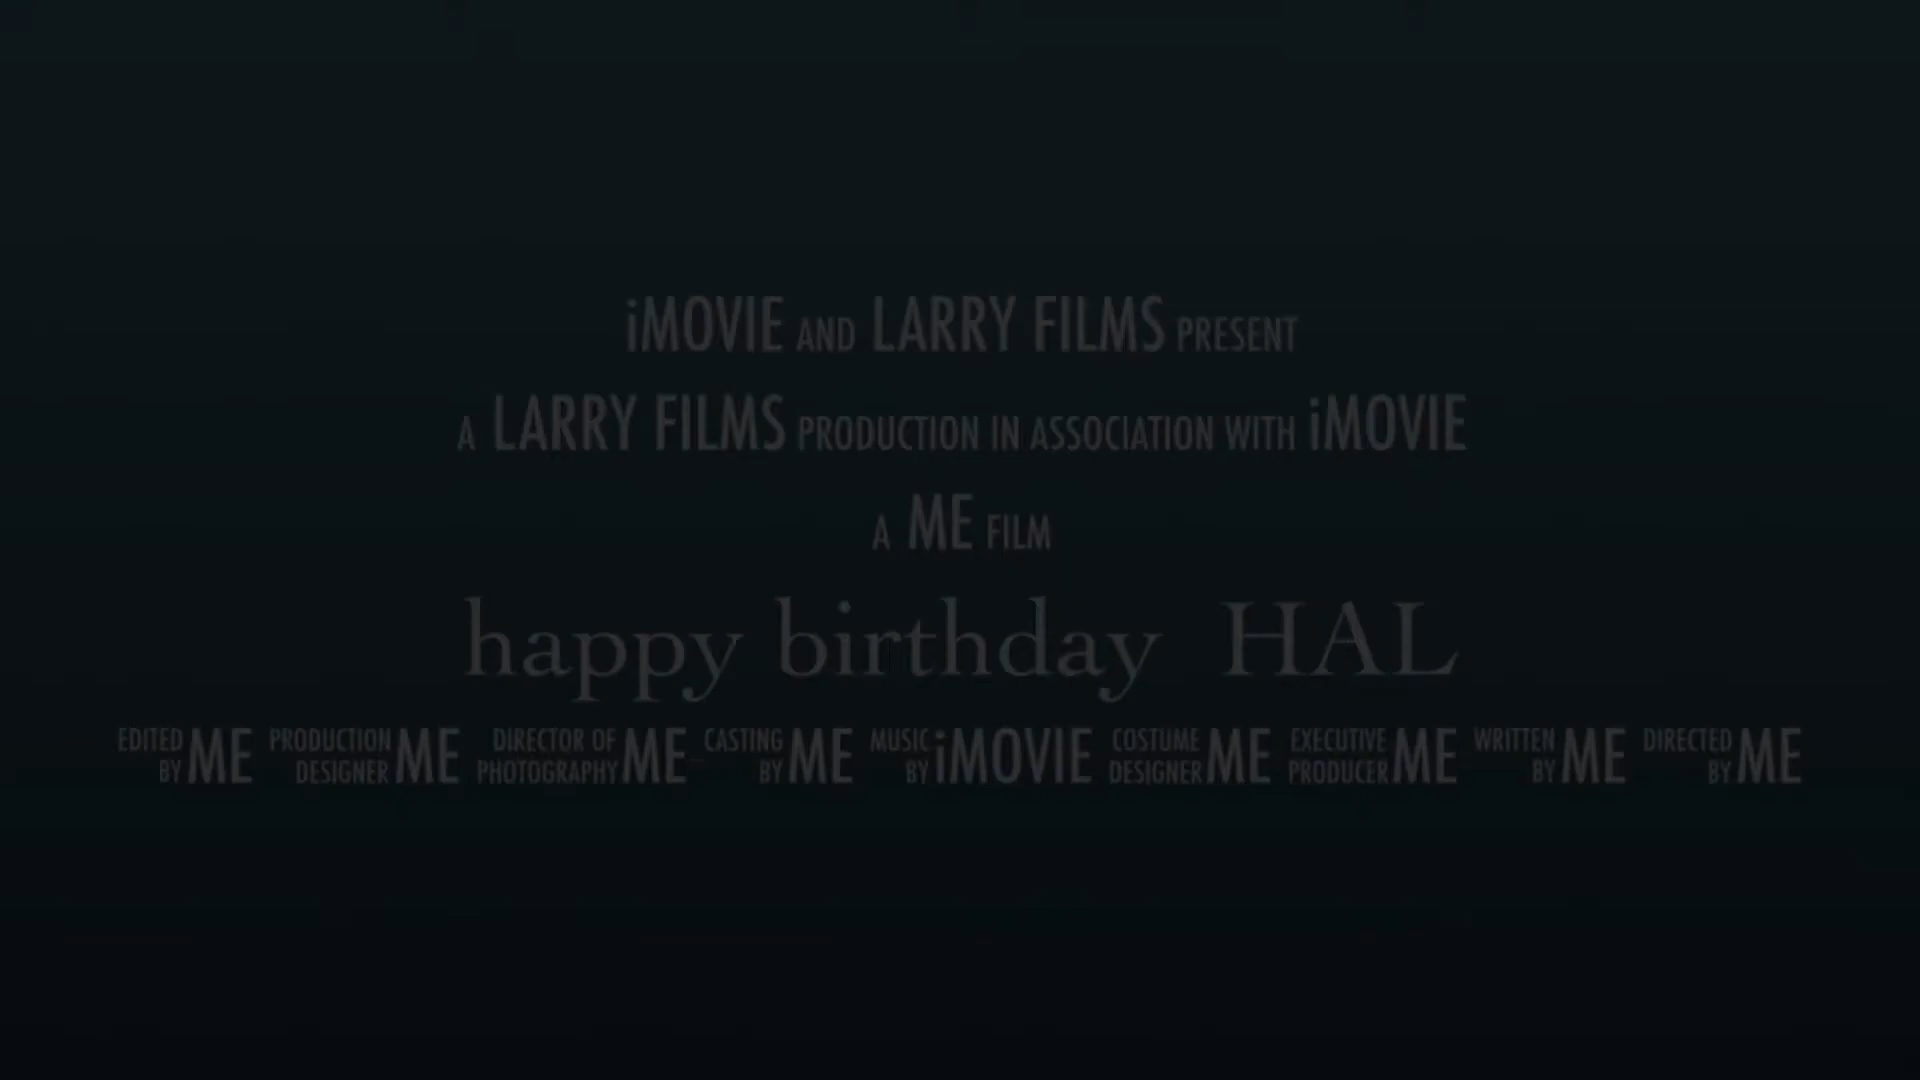 iMOVIE AND LARRY FILMS PRESENT
A LARRY FILMS PRODUCTION IN ASSOCIATION WITH iMOVIE
A ME FILM
happy birthday HAL
EDITED BY ME PRODUCTION DESIGNER ME DIRECTOR OF PHOTOGRAPHY ME CASTING BY ME MUSIC BY iMOVIE COSTUME DESIGNER ME EXECUTIVE PRODUCER ME WRITTEN BY ME DIRECTED BY ME